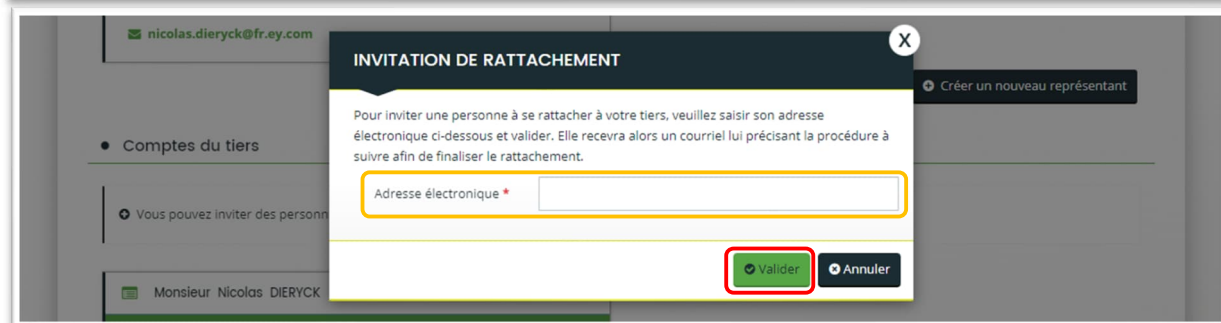 nicolas.dieryck@fr.ey.com
X
INVITATION DE RATTACHEMENT
Créer un nouveau représentant
Pour inviter une personne à se rattacher à votre tiers, veuillez saisir son adresse
électronique ci-dessous et valider. Elle recevra alors un courriel lui précisant la procédure à
suivre afin de finaliser le rattachement.
Comptes du tiers
Adresse électronique *
Vous pouvez inviter des personn
Valider
Annuler
Monsieur Nicolas DIERYCK